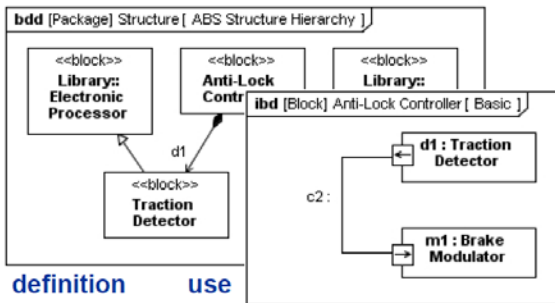 bdd [Package] Structure [ ABS Structure Hierarchy ]
<<block>>
Library::
Electronic
Processor
<<block>>
Anti-Lock
Contr
<<block>>
Library::
d1
<<block>>
Traction
Detector
definition
use
ibd [Block] Anti-Lock Controller [ Basic ]
d1 : Traction
Detector
c2 :
m1 : Brake
Modulator